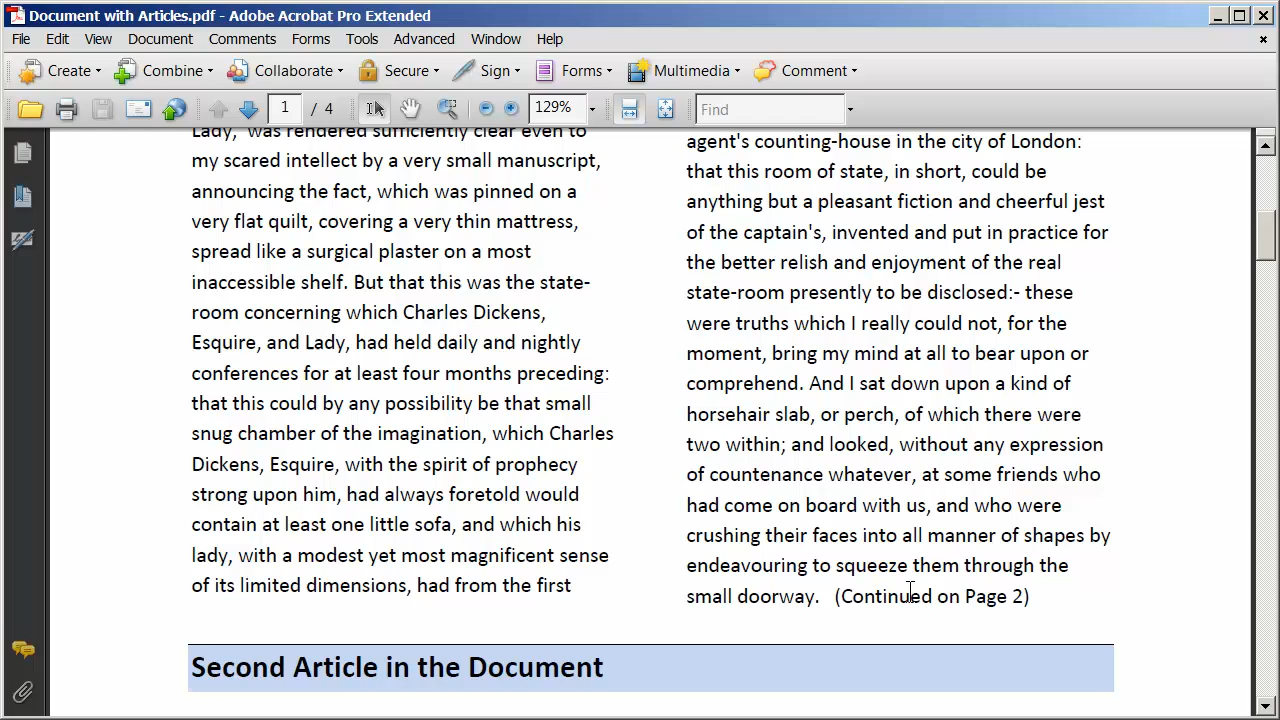 Document with Articles.pdf - Adobe Acrobat Pro Extended
File Edit View Document Comments Forms Tools Advanced Window Help
Create Combine Collaborate Secure Sign Forms Multimedia Comment
1 / 4 129% Find
Lady, was rendered sufficiently clear even to
my scared intellect by a very small manuscript,
announcing the fact, which was pinned on a
very flat quilt, covering a very thin mattress,
spread like a surgical plaster on a most
inaccessible shelf. But that this was the state-
room concerning which Charles Dickens,
Esquire, and Lady, had held daily and nightly
conferences for at least four months preceding:
that this could by any possibility be that small
snug chamber of the imagination, which Charles
Dickens, Esquire, with the spirit of prophecy
strong upon him, had always foretold would
contain at least one little sofa, and which his
lady, with a modest yet most magnificent sense
of its limited dimensions, had from the first
agent's counting-house in the city of London:
that this room of state, in short, could be
anything but a pleasant fiction and cheerful jest
of the captain's, invented and put in practice for
the better relish and enjoyment of the real
state-room presently to be disclosed:- these
were truths which I really could not, for the
moment, bring my mind at all to bear upon or
comprehend. And I sat down upon a kind of
horsehair slab, or perch, of which there were
two within; and looked, without any expression
of countenance whatever, at some friends who
had come on board with us, and who were
crushing their faces into all manner of shapes by
endeavouring to squeeze them through the
small doorway. (Continued on Page 2)
Second Article in the Document